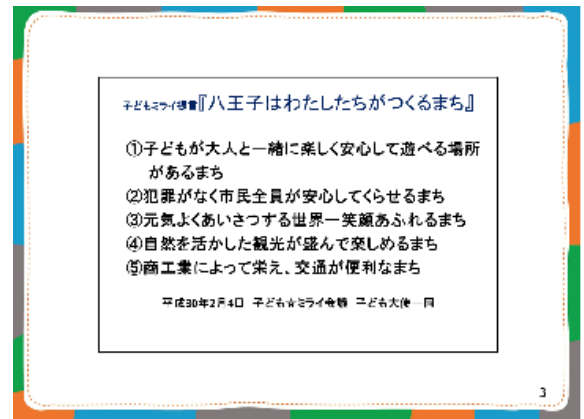 子どもミライ想書『八王子はわたしたちがつくるまち』
①子どもが大人と一緒に楽しく安心して遊べる場所
があるまち
②犯罪がなく市民全員が安心してくらせるまち
③元気よくあいさつする世界一笑顔あふれるまち
④自然を活かした観光が盛んで楽しめるまち
⑤商工業によって栄え、交通が便利なまち
平成30年2月4日 子ども☆ミライ会議 子ども大使一同
3